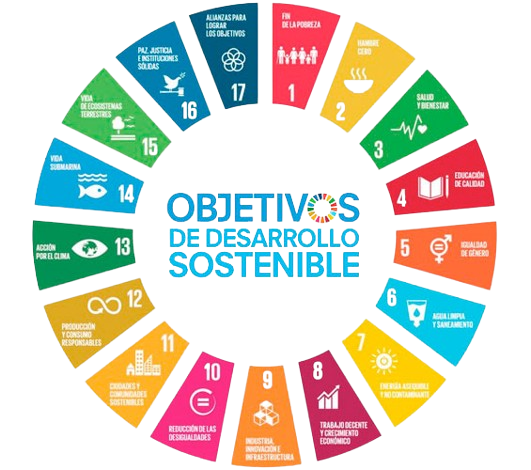 OBJETIVOS
DE DESARROLLO
SOSTENIBLE
1
FIN
DE LA POBREZA
2
HAMBRE
CERO
3
SALUD
Y BIENESTAR
4
EDUCACIÓN
DE CALIDAD
5
IGUALDAD
DE GÉNERO
6
AGUA LIMPIA
Y SANEAMIENTO
7
ENERGÍA ASEQUIBLE
Y NO CONTAMINANTE
8
TRABAJO DECENTE
Y CRECIMIENTO
ECONÓMICO
9
INDUSTRIA,
INNOVACIÓN E
INFRAESTRUCTURA
10
REDUCCIÓN DE LAS
DESIGUALDADES
11
CIUDADES Y
COMUNIDADES
SOSTENIBLES
12
PRODUCCIÓN
Y CONSUMO
RESPONSABLES
13
ACCIÓN
POR EL CLIMA
14
VIDA
SUBMARINA
15
VIDA
DE ECOSISTEMAS
TERRESTRES
16
PAZ, JUSTICIA
E INSTITUCIONES
SÓLIDAS
17
ALIANZAS PARA
LOGRAR
LOS OBJETIVOS